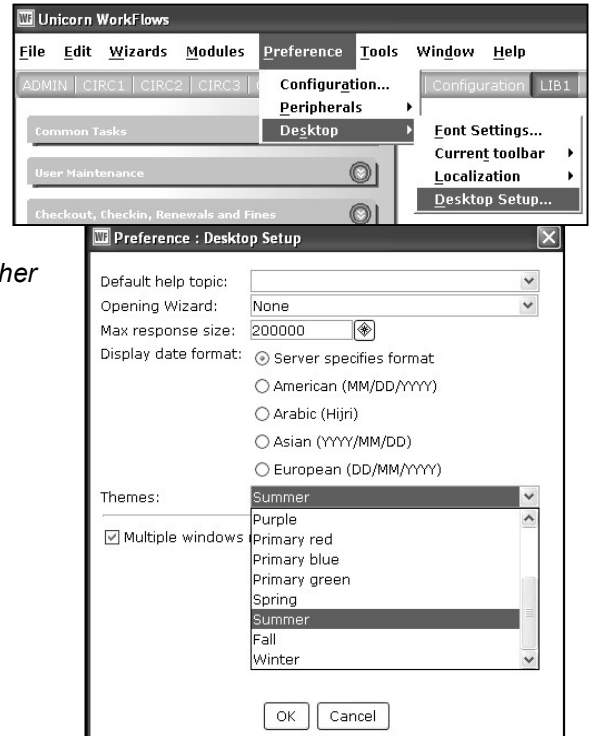 WF Unicorn WorkFlows
File Edit Wizards Modules Preference Tools Window Help
ADMIN CIRC1 CIRC2 CIRC3 Configuration LIB1
Configuration...
Peripherals
Desktop
Common Tasks
User Maintenance
Checkout, Checkin, Renewals and Fines
Font Settings...
Current toolbar
Localization
Desktop Setup...
her
WF Preference : Desktop Setup
Default help topic:
Opening Wizard: None
Max response size: 200000
Display date format: Server specifies format
American (MM/DD/YYYY)
Arabic (Hijri)
Asian (YYYY/MM/DD)
European (DD/MM/YYYY)
Themes: Summer
Purple
Multiple windows
Primary red
Primary blue
Primary green
Spring
Summer
Fall
Winter
OK Cancel